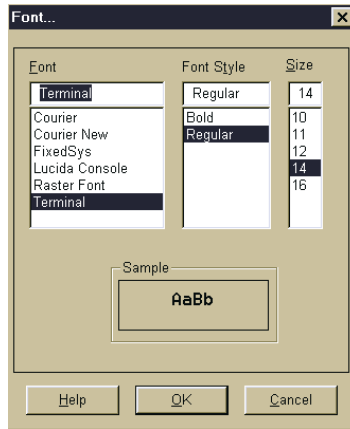 Font...
Font Font Style Size
Terminal Regular 14
Courier Bold 10
Courier New Regular 11
FixedSys 12
Lucida Console 14
Raster Font 16
Terminal
Sample
AaBb
Help OK Cancel